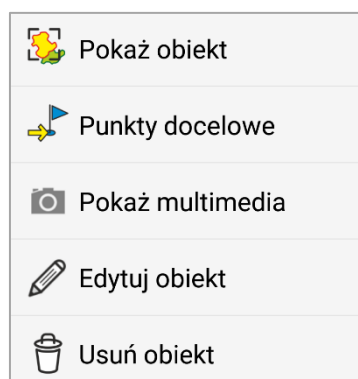 Pokaż obiekt
Punkty docelowe
Pokaż multimedia
Edytuj obiekt
Usuń obiekt